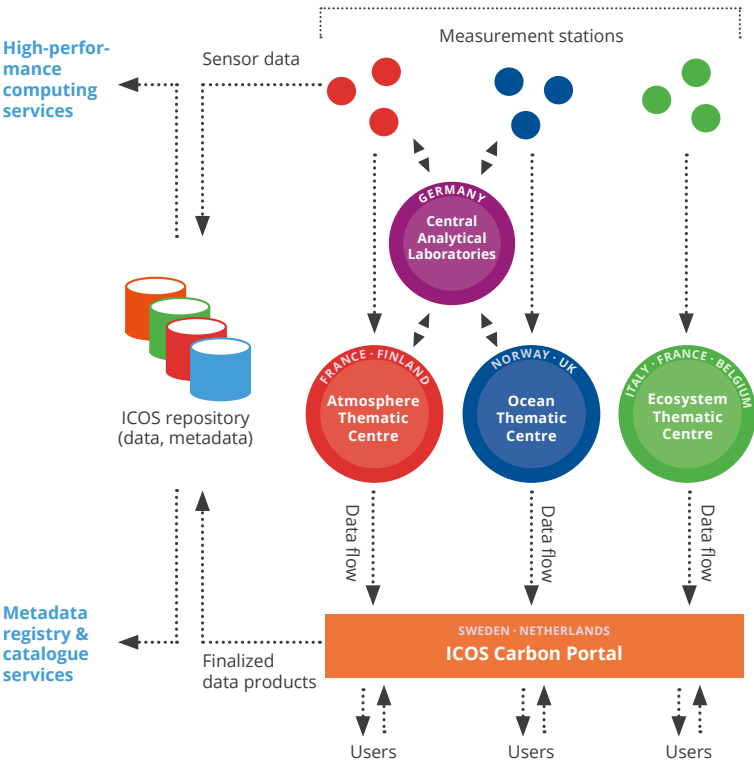 Measurement stations
High-perfor-
mance
computing
services
Sensor data
GERMANY
Central
Analytical
Laboratories
FRANCE · FINLAND
Atmosphere
Thematic
Centre
NORWAY · UK
Ocean
Thematic
Centre
ITALY · FRANCE · BELGIUM
Ecosystem
Thematic
Centre
ICOS repository
(data, metadata)
Data flow
Data flow
Data flow
Metadata
registry &
catalogue
services
Finalized
data products
SWEDEN · NETHERLANDS
ICOS Carbon Portal
Users
Users
Users